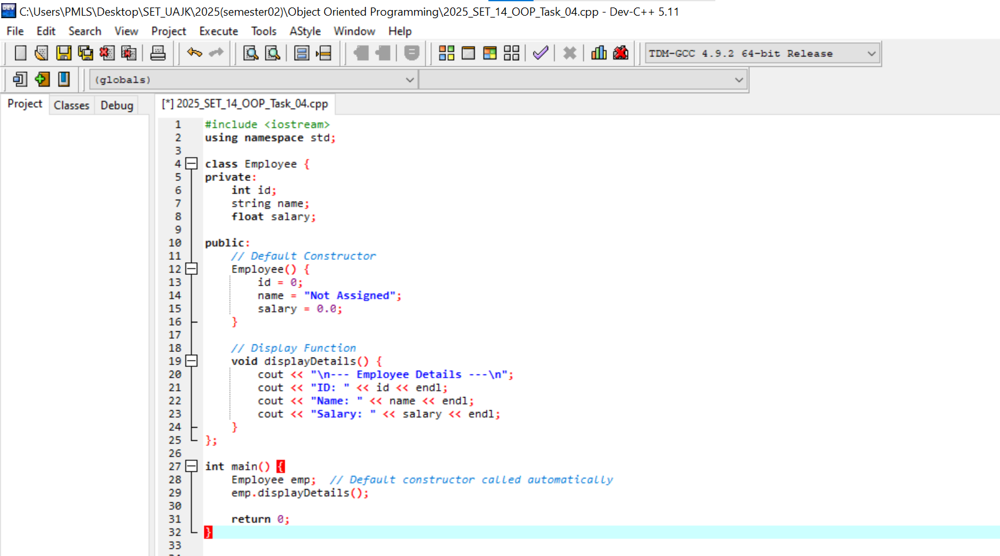 C:\Users\PMLS\Desktop\SET_UAJK\2025(semester02)\Object Oriented Programming\2025_SET_14_OOP_Task_04.cpp - Dev-C++ 5.11
File Edit Search View Project Execute Tools AStyle Window Help
TDM-GCC 4.9.2 64-bit Release
(globals)
Project Classes Debug [*] 2025_SET_14_OOP_Task_04.cpp
1 #include <iostream>
2 using namespace std;
3
4 class Employee {
5 private:
6     int id;
7     string name;
8     float salary;
9
10 public:
11     // Default Constructor
12     Employee() {
13         id = 0;
14         name = "Not Assigned";
15         salary = 0.0;
16     }
17
18     // Display Function
19     void displayDetails() {
20         cout << "\n--- Employee Details ---\n";
21         cout << "ID: " << id << endl;
22         cout << "Name: " << name << endl;
23         cout << "Salary: " << salary << endl;
24     }
25 };
26
27 int main() {
28     Employee emp;  // Default constructor called automatically
29     emp.displayDetails();
30
31     return 0;
32 }
33